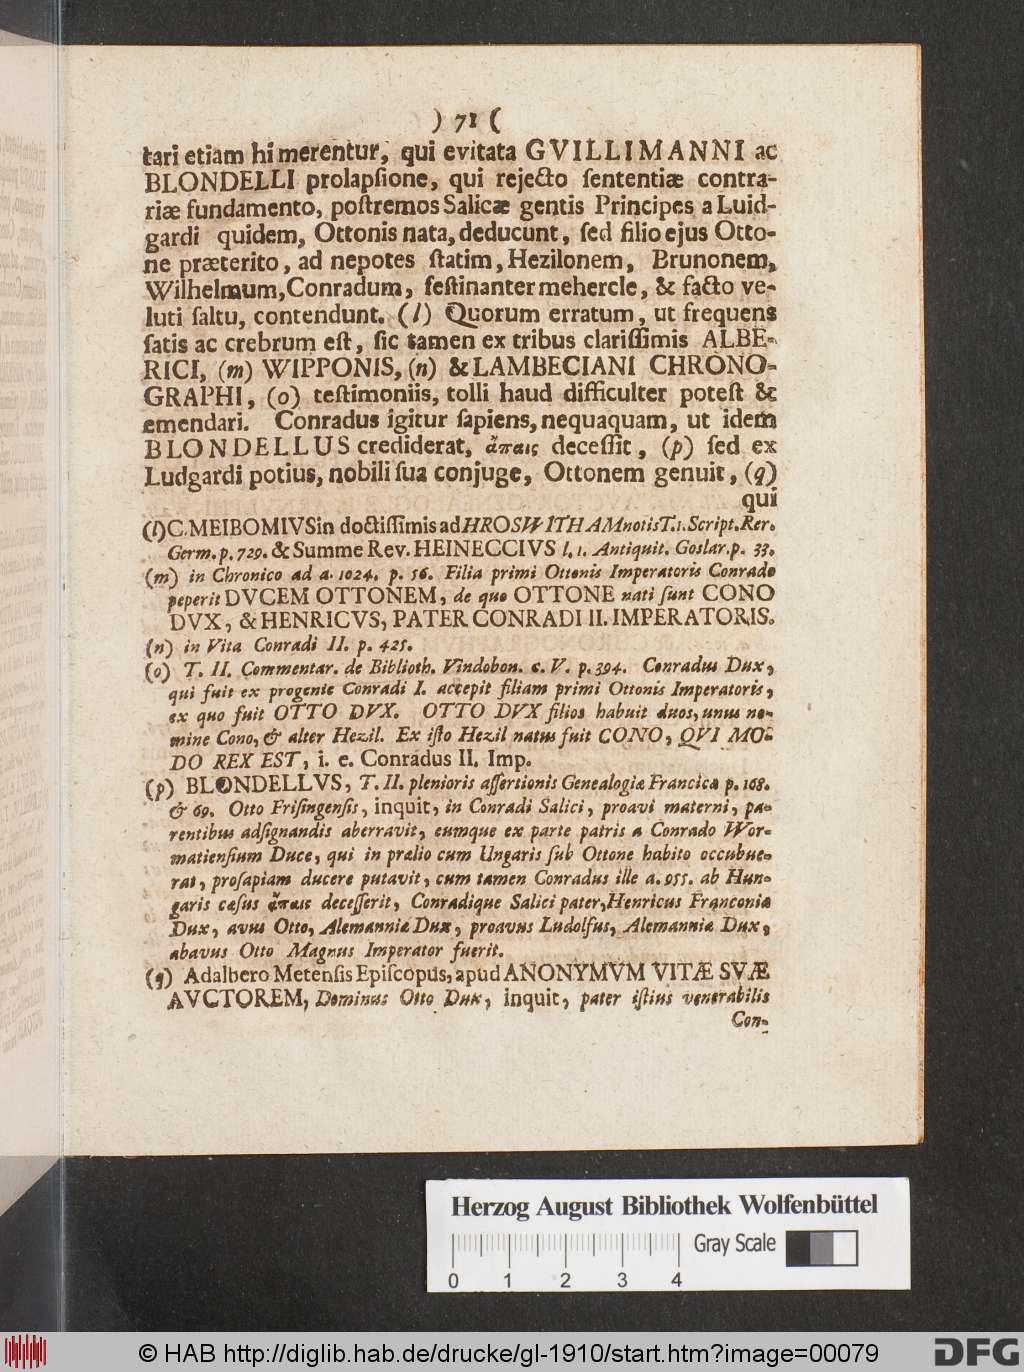 ) 71 (
tari etiam hi merentur, qui evitata GVILLIMANNI ac
BLONDELLI prolapſione, qui rejecto ſententiæ contra-
riæ fundamento, poſtremos Salicæ gentis Principes a Luid-
gardi quidem, Ottonis nata, deducunt, ſed filio ejus Otto-
ne præterito, ad nepotes ſtatim, Hezilonem, Brunonem,
Wilhelmum, Conradum, feſtinanter mehercle, & facto ve-
luti ſaltu, contendunt. (l) Quorum erratum, ut frequens
ſatis ac crebrum eſt, ſic tamen ex tribus clariſſimis ALBE-
RICI, (m) WIPPONIS, (n) & LAMBECIANI CHRONO-
GRAPHI, (o) teſtimoniis, tolli haud difficulter poteſt &
emendari. Conradus igitur ſapiens, nequaquam, ut idem
BLONDELLUS crediderat, ἄπαις deceſſit, (p) ſed ex
Ludgardi potius, nobili ſua conjuge, Ottonem genuit, (q)
qui
(l) C. MEIBOMIVS in doctiſſimis ad HROSWITHAM notis T. 1. Script. Rer.
Germ. p. 729. & Summe Rev. HEINECCIVS l. 1. Antiquit. Goslar. p. 33.
(m) in Chronico ad a. 1024. p. 56. Filia primi Ottonis Imperatoris Conrado
peperit DVCEM OTTONEM, de quo OTTONE nati ſunt CONO
DVX, & HENRICVS, PATER CONRADI II. IMPERATORIS.
(n) in Vita Conradi II. p. 425.
(o) T. II. Commentar. de Biblioth. Vindobon. c. V. p. 394. Conradus Dux,
qui fuit ex progenie Conradi I. accepit filiam primi Ottonis Imperatoris,
ex quo fuit OTTO DVX. OTTO DVX filios habuit duos, unus no-
mine Cono, & alter Hezil. Ex iſto Hezil natus fuit CONO, QVI MO-
DO REX EST, i. e. Conradus II. Imp.
(p) BLONDELLVS, T. II. plenioris aſſertionis Genealogiæ Francicæ p. 168.
& 69. Otto Friſingenſis, inquit, in Conradi Salici, proavi materni, pa-
rentibus adſignandis aberravit, eumque ex parte patris a Conrado Wor-
matienſium Duce, qui in prælio cum Ungaris ſub Ottone habito occubue-
rat, proſapiam ducere putavit, cum tamen Conradus ille a. 955. ab Hun-
garis cæſus ἄπαις deceſſerit, Conradique Salici pater, Henricus Franconiæ
Dux, avus Otto, Alemanniæ Dux, proavus Ludolfus, Alemanniæ Dux,
abavus Otto Magnus Imperator fuerit.
(q) Adalbero Metenſis Epiſcopus, apud ANONYMVM VITÆ SVÆ
AVCTOREM, Dominus Otto Dux, inquit, pater iſtius venerabilis
Con-
Herzog August Bibliothek Wolfenbüttel
Gray Scale
0 1 2 3 4
© HAB http://diglib.hab.de/drucke/gl-1910/start.htm?image=00079
DFG